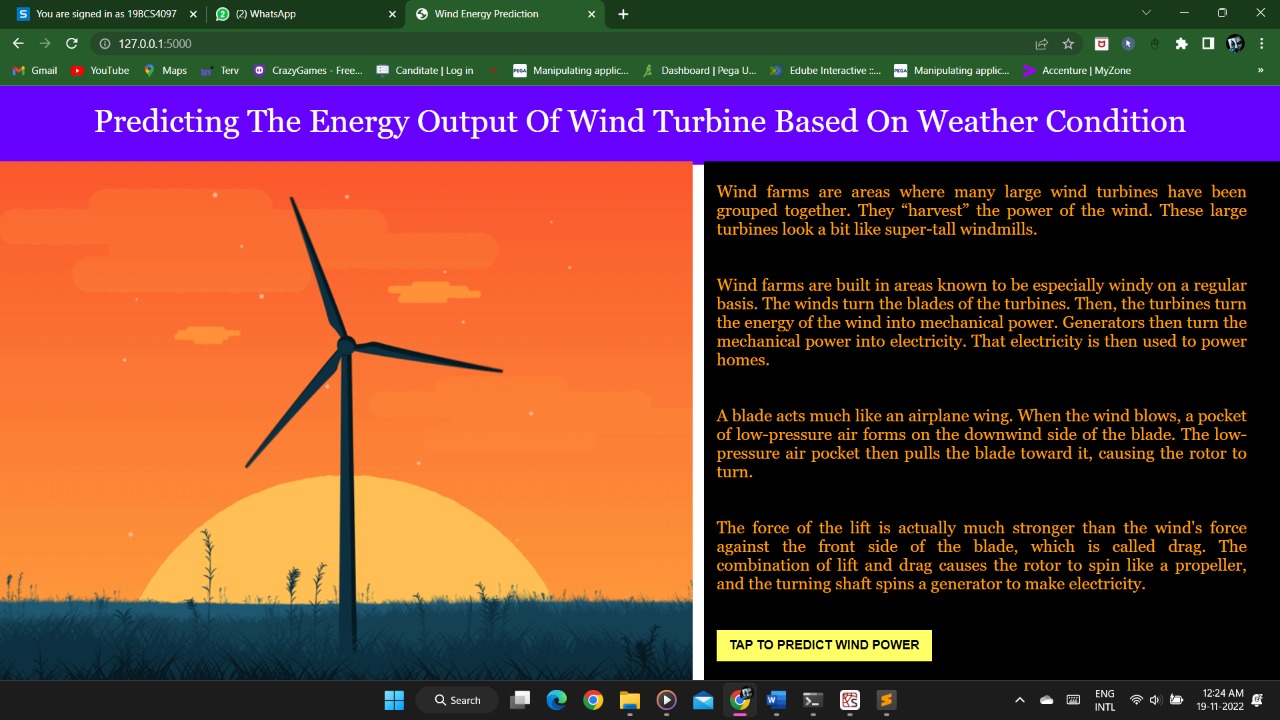 You are signed in as 19BCS4097
(2) WhatsApp
Wind Energy Prediction
127.0.0.1:5000
Gmail
YouTube
Maps
Terv
CrazyGames - Free...
Canditate | Log in
PEGA
Manipulating applic...
Dashboard | Pega U...
Edube Interactive ::...
PEGA
Manipulating applic...
Accenture | MyZone
»
Predicting The Energy Output Of Wind Turbine Based On Weather Condition
Wind farms are areas where many large wind turbines have been
grouped together. They “harvest” the power of the wind. These large
turbines look a bit like super-tall windmills.
Wind farms are built in areas known to be especially windy on a regular
basis. The winds turn the blades of the turbines. Then, the turbines turn
the energy of the wind into mechanical power. Generators then turn the
mechanical power into electricity. That electricity is then used to power
homes.
A blade acts much like an airplane wing. When the wind blows, a pocket
of low-pressure air forms on the downwind side of the blade. The low-
pressure air pocket then pulls the blade toward it, causing the rotor to
turn.
The force of the lift is actually much stronger than the wind's force
against the front side of the blade, which is called drag. The
combination of lift and drag causes the rotor to spin like a propeller,
and the turning shaft spins a generator to make electricity.
TAP TO PREDICT WIND POWER
Search
ENG
INTL
12:24 AM
19-11-2022